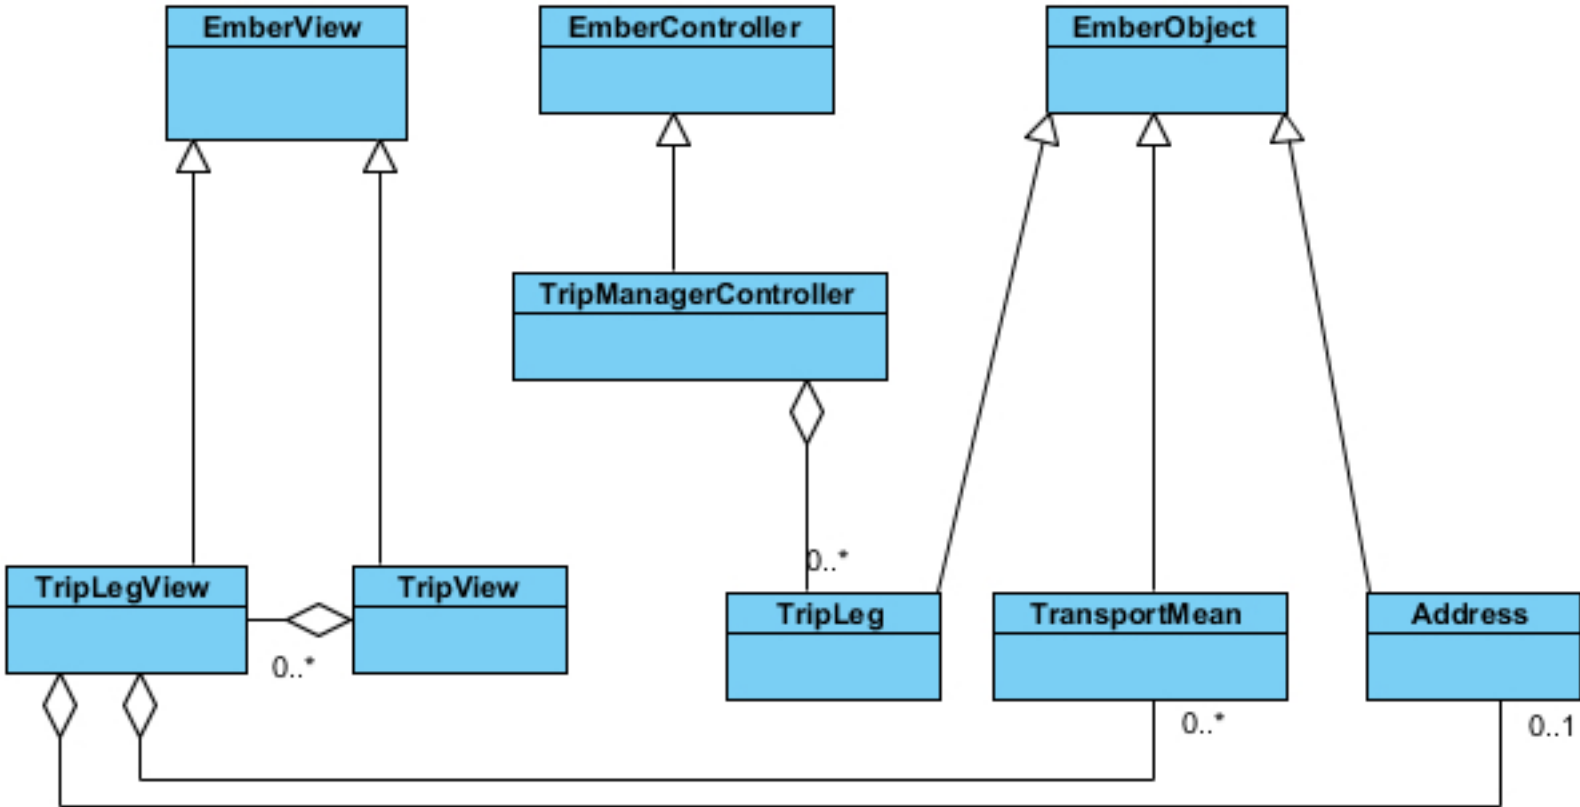 EmberView
EmberController
EmberObject
TripManagerController
0..*
TripLegView
TripView
TripLeg
TransportMean
Address
0..*
0..*
0..1